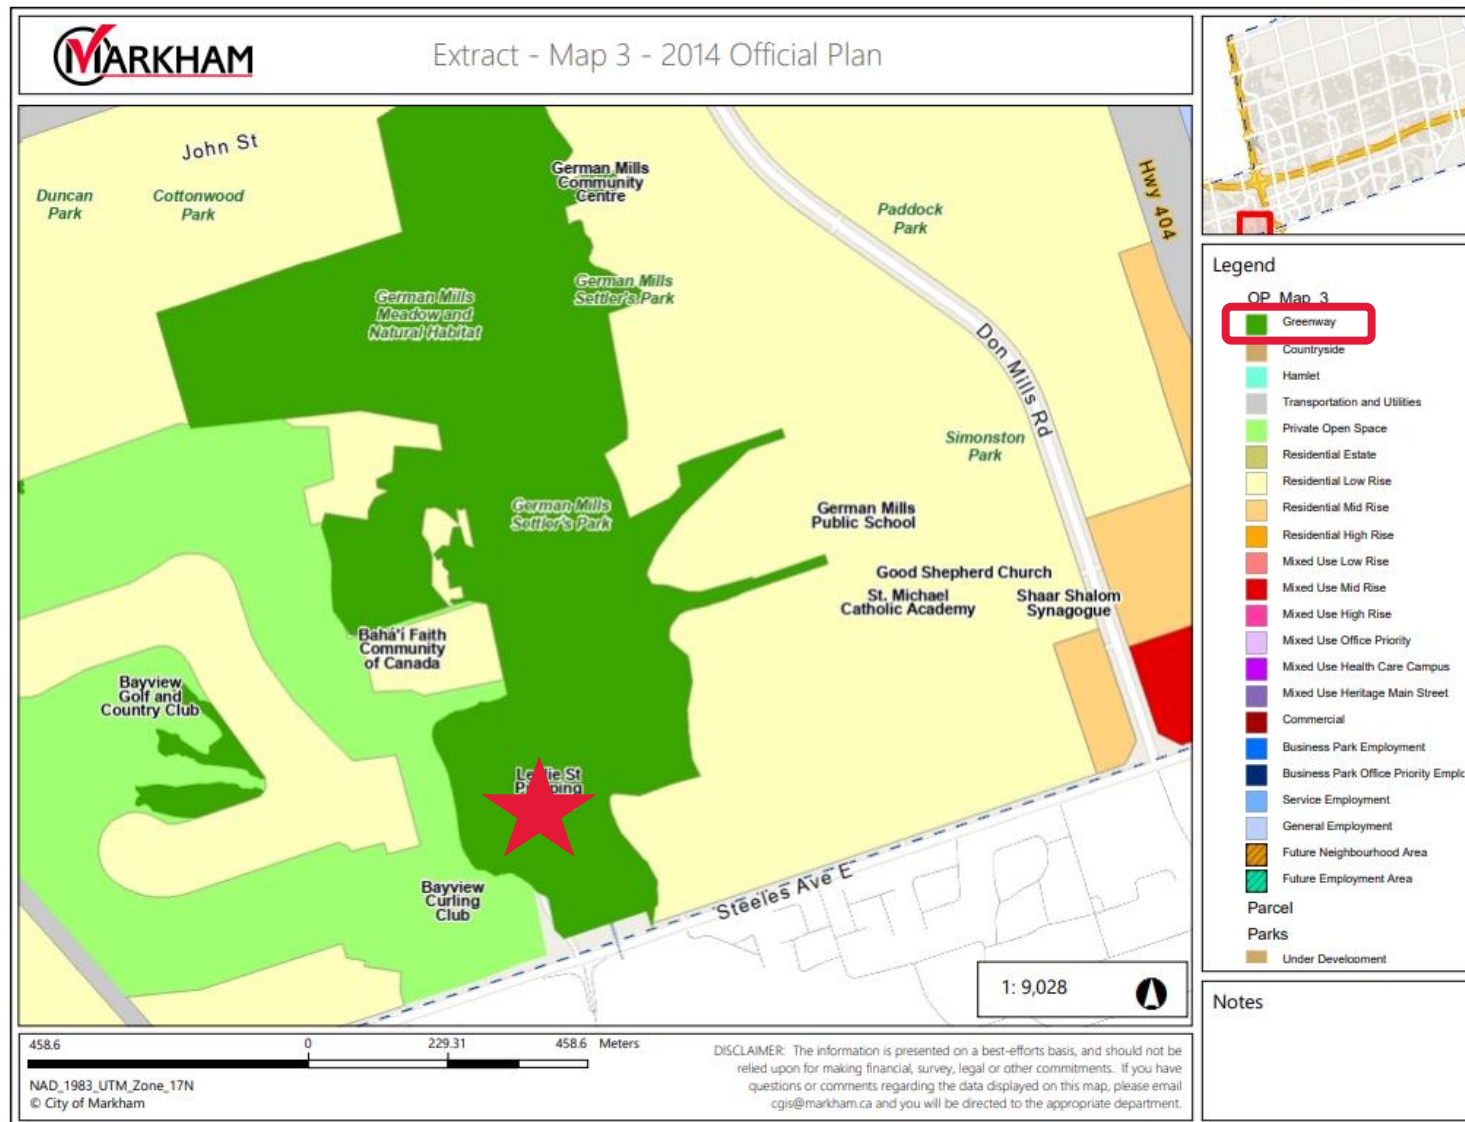 MARKHAM
Extract - Map 3 - 2014 Official Plan
John St
Duncan
Park
Cottonwood
Park
German Mills
Community
Centre
Paddock
Park
Hwy 404
German Mills
Meadow and
Natural Habitat
German Mills
Settler's Park
Don Mills Rd
Simonston
Park
German Mills
Settler's Park
German Mills
Public School
Good Shepherd Church
St. Michael
Catholic Academy
Shaar Shalom
Synagogue
Bahá'í Faith
Community
of Canada
Bayview
Golf and
Country Club
St
Bayview
Curling
Club
Steeles Ave E
1: 9,028
Legend
OP_Map_3
Greenway
Countryside
Hamlet
Transportation and Utilities
Private Open Space
Residential Estate
Residential Low Rise
Residential Mid Rise
Residential High Rise
Mixed Use Low Rise
Mixed Use Mid Rise
Mixed Use High Rise
Mixed Use Office Priority
Mixed Use Health Care Campus
Mixed Use Heritage Main Street
Commercial
Business Park Employment
Business Park Office Priority Emplo
Service Employment
General Employment
Future Neighbourhood Area
Future Employment Area
Parcel
Parks
Under Development
Notes
458.6 0 229.31 458.6 Meters
NAD_1983_UTM_Zone_17N
© City of Markham
DISCLAIMER: The information is presented on a best-efforts basis, and should not be
relied upon for making financial, survey, legal or other commitments. If you have
questions or comments regarding the data displayed on this map, please email
cgis@markham.ca and you will be directed to the appropriate department.